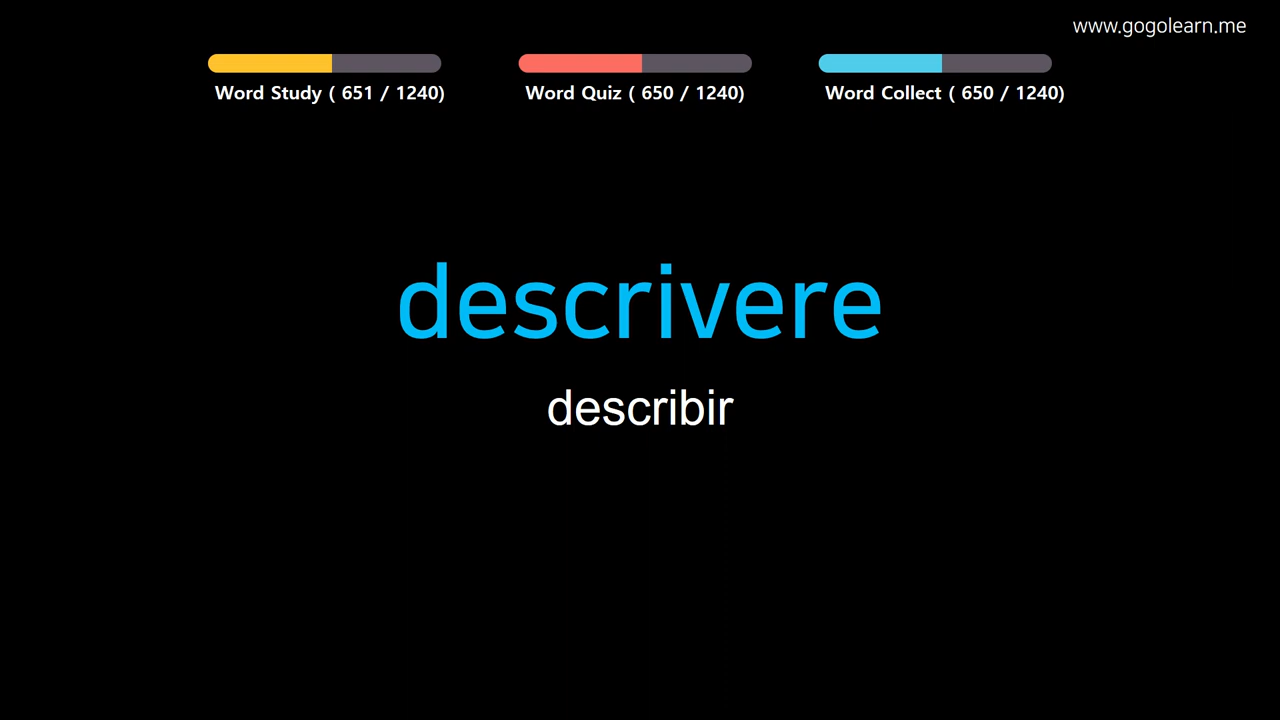 www.gogolearn.me
Word Study ( 651 / 1240)
Word Quiz ( 650 / 1240)
Word Collect ( 650 / 1240)
descrivere
describir